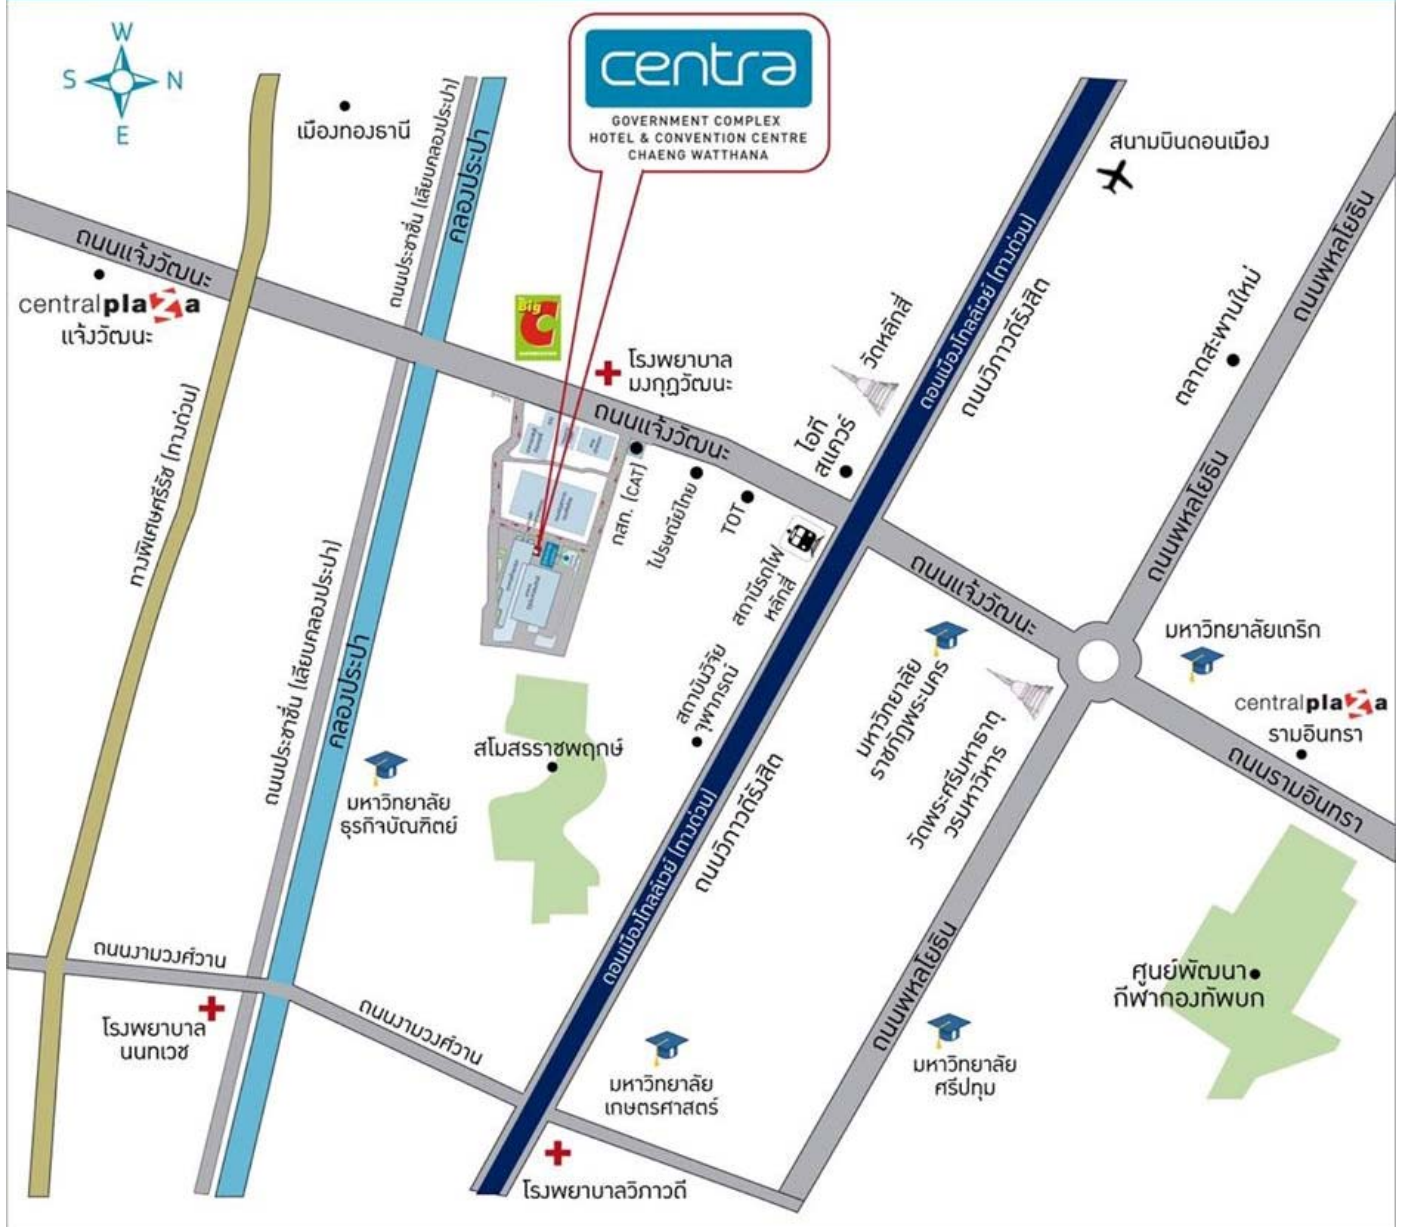 W
S
N
E
centra
GOVERNMENT COMPLEX
HOTEL & CONVENTION CENTRE
CHAENG WATTHANA
เมืองทองธานี
ถนนประชาชื่น (เลียบคลองประปา)
คลองประปา
สนามบินดอนเมือง
ถนนแจ้งวัฒนะ
centralplaza
แจ้งวัฒนะ
Big
C
โรงพยาบาล
มงกุฎวัฒนะ
วัดหลักสี่
ดอนเมืองโทลล์เวย์ (ทางด่วน)
ถนนวิภาวดีรังสิต
ตลาดสะพานใหม่
ถนนพหลโยธิน
ทางพิเศษศรีรัช (ทางด่วน)
ถนนแจ้งวัฒนะ
ไอที
สแควร์
กสท. (CAT)
ไปรษณีย์ไทย
TOT
สถานีรถไฟ
หลักสี่
ถนนพหลโยธิน
ถนนแจ้งวัฒนะ
ถนนประชาชื่น (เลียบคลองประปา)
คลองประปา
สถาบันวิจัย
จุฬาภรณ์
มหาวิทยาลัย
ราชภัฏพระนคร
มหาวิทยาลัยเกริก
centralplaza
รามอินทรา
ถนนรามอินทรา
วัดพระศรีมหาธาตุ
วรมหาวิหาร
สโมสรราชพฤกษ์
มหาวิทยาลัย
ธุรกิจบัณฑิตย์
ดอนเมืองโทลล์เวย์ (ทางด่วน)
ถนนวิภาวดีรังสิต
ถนนพหลโยธิน
ศูนย์พัฒนา
กีฬากองทัพบก
ถนนงามวงศ์วาน
โรงพยาบาล
นนทเวช
ถนนงามวงศ์วาน
มหาวิทยาลัย
เกษตรศาสตร์
มหาวิทยาลัย
ศรีปทุม
โรงพยาบาลวิภาวดี